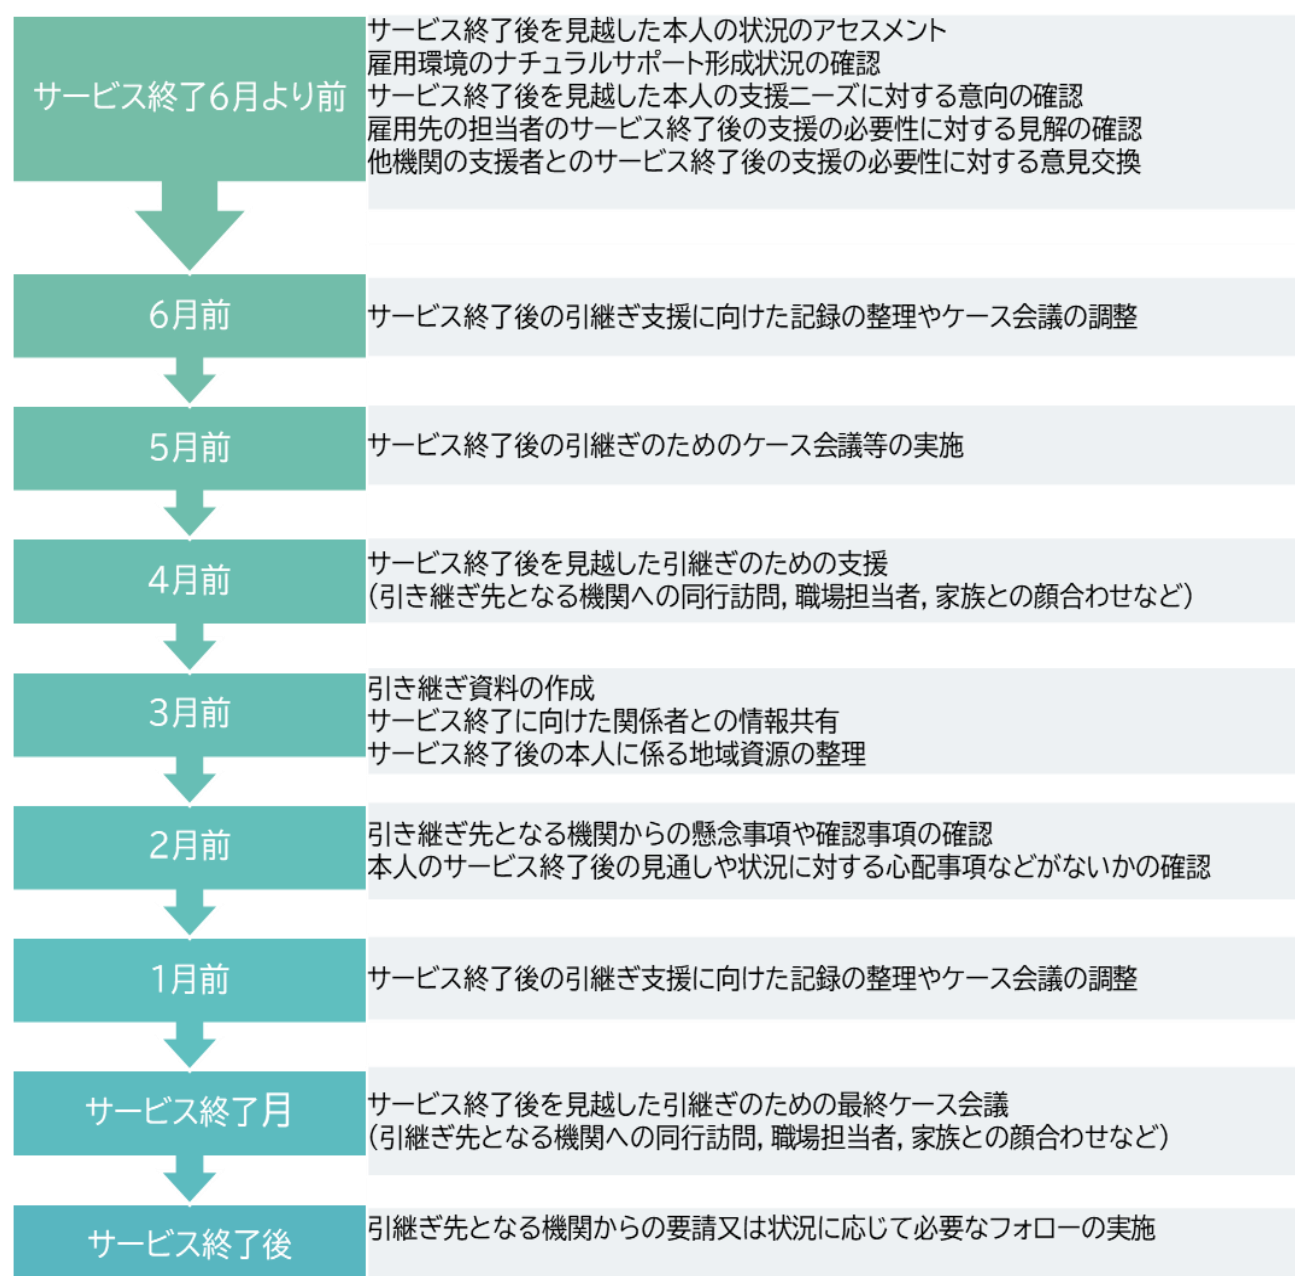 サービス終了6月より前
サービス終了後を見越した本人の状況のアセスメント
雇用環境のナチュラルサポート形成状況の確認
サービス終了後を見越した本人の支援ニーズに対する意向の確認
雇用先の担当者のサービス終了後の支援の必要性に対する見解の確認
他機関の支援者とのサービス終了後の支援の必要性に対する意見交換
6月前
サービス終了後の引継ぎ支援に向けた記録の整理やケース会議の調整
5月前
サービス終了後の引継ぎのためのケース会議等の実施
4月前
サービス終了後を見越した引継ぎのための支援
（引き継ぎ先となる機関への同行訪問, 職場担当者, 家族との顔合わせなど）
3月前
引き継ぎ資料の作成
サービス終了に向けた関係者との情報共有
サービス終了後の本人に係る地域資源の整理
2月前
引き継ぎ先となる機関からの懸念事項や確認事項の確認
本人のサービス終了後の見通しや状況に対する心配事項などがないかの確認
1月前
サービス終了後の引継ぎ支援に向けた記録の整理やケース会議の調整
サービス終了月
サービス終了後を見越した引継ぎのための最終ケース会議
（引継ぎ先となる機関への同行訪問, 職場担当者, 家族との顔合わせなど）
サービス終了後
引継ぎ先となる機関からの要請又は状況に応じて必要なフォローの実施